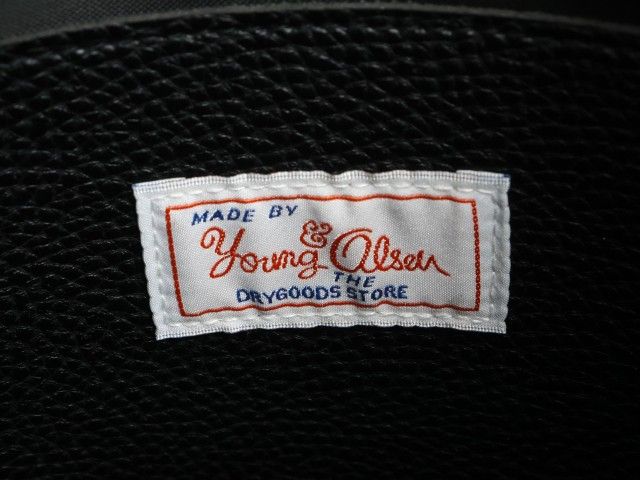 MADE BY
Young & Olsen
THE
DRYGOODS STORE